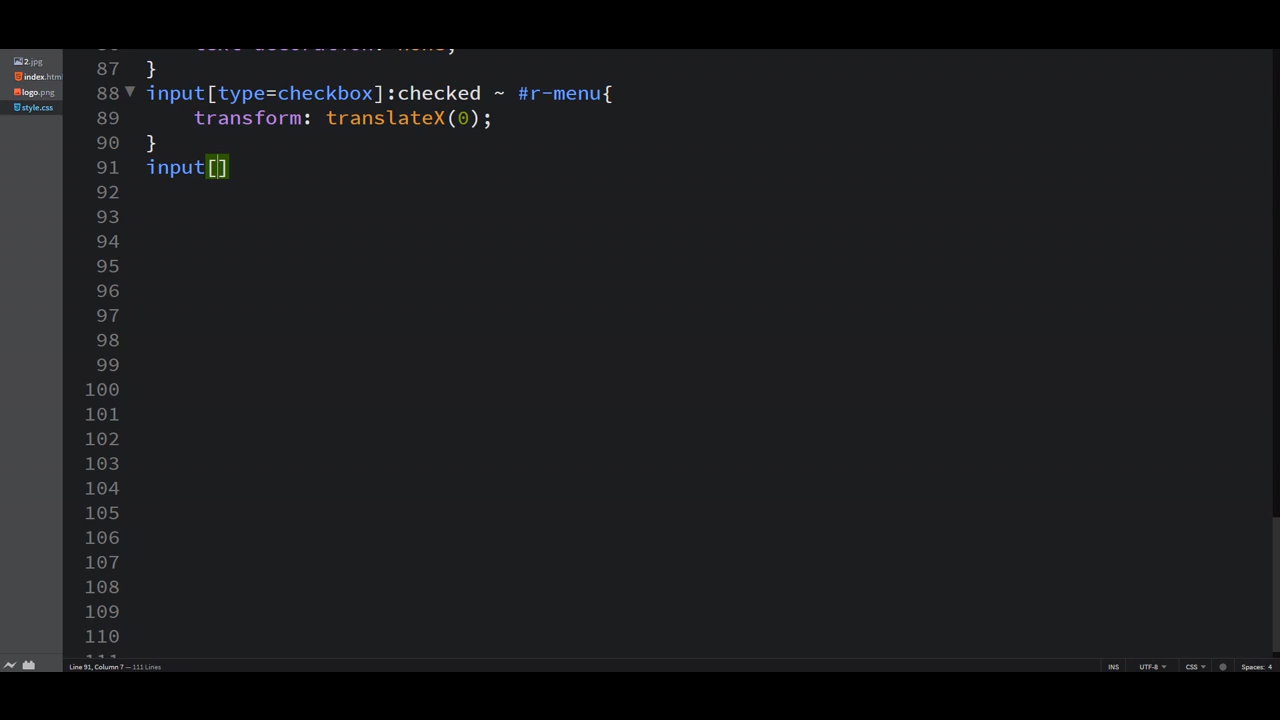 2.jpg
index.html
logo.png
style.css
87 }
88 input[type=checkbox]:checked ~ #r-menu{
89 transform: translateX(0);
90 }
91 input[]
92
93
94
95
96
97
98
99
100
101
102
103
104
105
106
107
108
109
110
Line 91, Column 7 — 111 Lines
INS UTF-8 CSS Spaces: 4